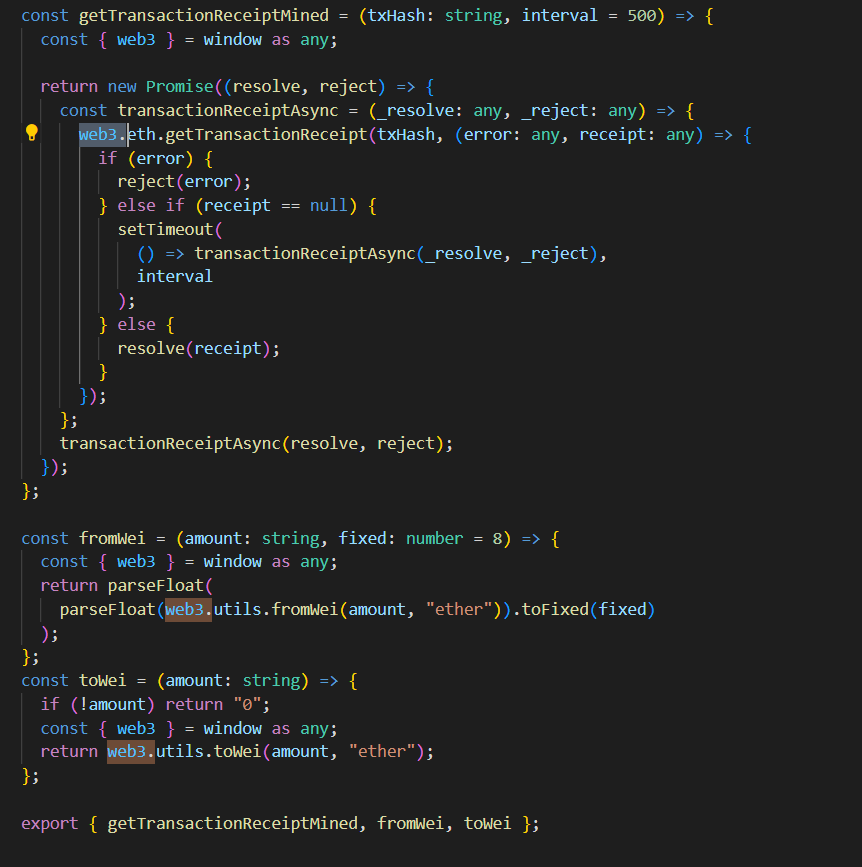 const getTransactionReceiptMined = (txHash: string, interval = 500) => {
  const { web3 } = window as any;

  return new Promise((resolve, reject) => {
    const transactionReceiptAsync = (_resolve: any, _reject: any) => {
      web3.eth.getTransactionReceipt(txHash, (error: any, receipt: any) => {
        if (error) {
          reject(error);
        } else if (receipt == null) {
          setTimeout(
            () => transactionReceiptAsync(_resolve, _reject),
            interval
          );
        } else {
          resolve(receipt);
        }
      });
    };
    transactionReceiptAsync(resolve, reject);
  });
};

const fromWei = (amount: string, fixed: number = 8) => {
  const { web3 } = window as any;
  return parseFloat(
    parseFloat(web3.utils.fromWei(amount, "ether")).toFixed(fixed)
  );
};
const toWei = (amount: string) => {
  if (!amount) return "0";
  const { web3 } = window as any;
  return web3.utils.toWei(amount, "ether");
};

export { getTransactionReceiptMined, fromWei, toWei };